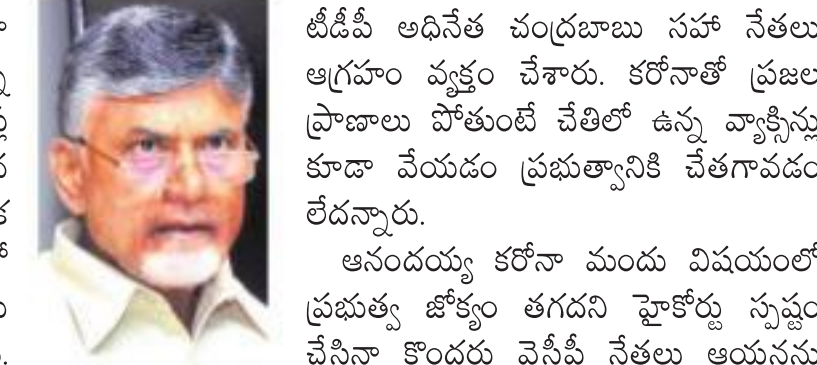 టీడీపీ అధినేత చంద్రబాబు సహా నేతలు
ఆగ్రహం వ్యక్తం చేశారు. కరోనాతో ప్రజల
ప్రాణాలు పోతుంటే చేతిలో ఉన్న వ్యాక్సిన్లు
కూడా వేయడం ప్రభుత్వానికి చేతగావడం
లేదన్నారు.
ఆనందయ్య కరోనా మందు విషయంలో
ప్రభుత్వ జోక్యం తగదని హైకోర్టు స్పష్టం
చేసినా కొందరు వెసీపీ నేతలు ఆయనను